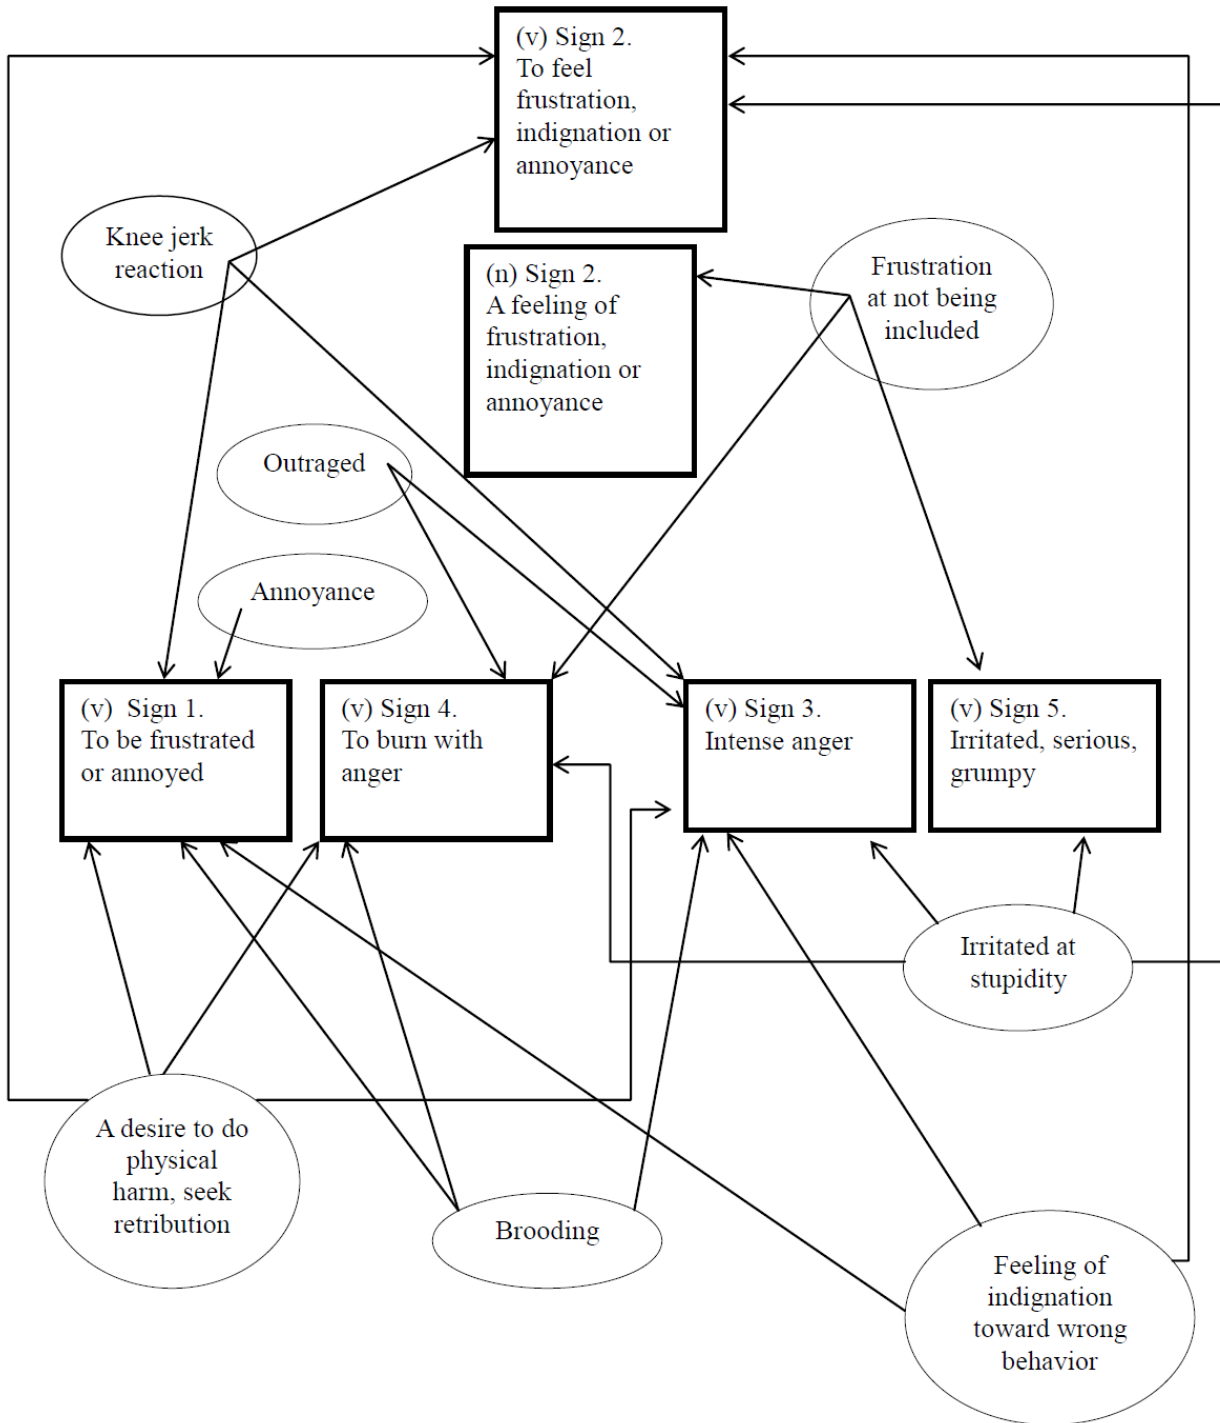 (v) Sign 2.
To feel
frustration,
indignation or
annoyance
Knee jerk
reaction
(n) Sign 2.
A feeling of
frustration,
indignation or
annoyance
Frustration
at not being
included
Outraged
Annoyance
(v) Sign 1.
To be frustrated
or annoyed
(v) Sign 4.
To burn with
anger
(v) Sign 3.
Intense anger
(v) Sign 5.
Irritated, serious,
grumpy
Irritated at
stupidity
A desire to do
physical
harm, seek
retribution
Brooding
Feeling of
indignation
toward wrong
behavior